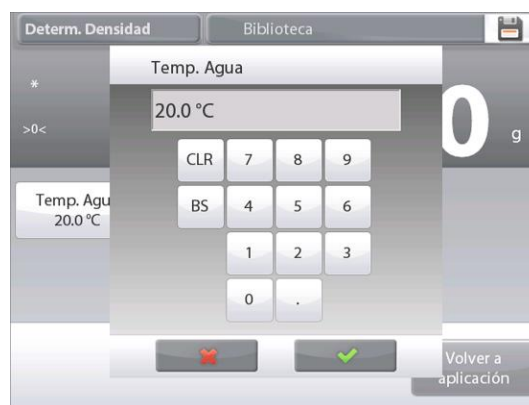 Determ. Densidad
Biblioteca
Temp. Agua
*
20.0 °C
>0<
0
g
CLR
7
8
9
Temp. Agu
20.0 °C
BS
4
5
6
1
2
3
0
.
Volver a
aplicación